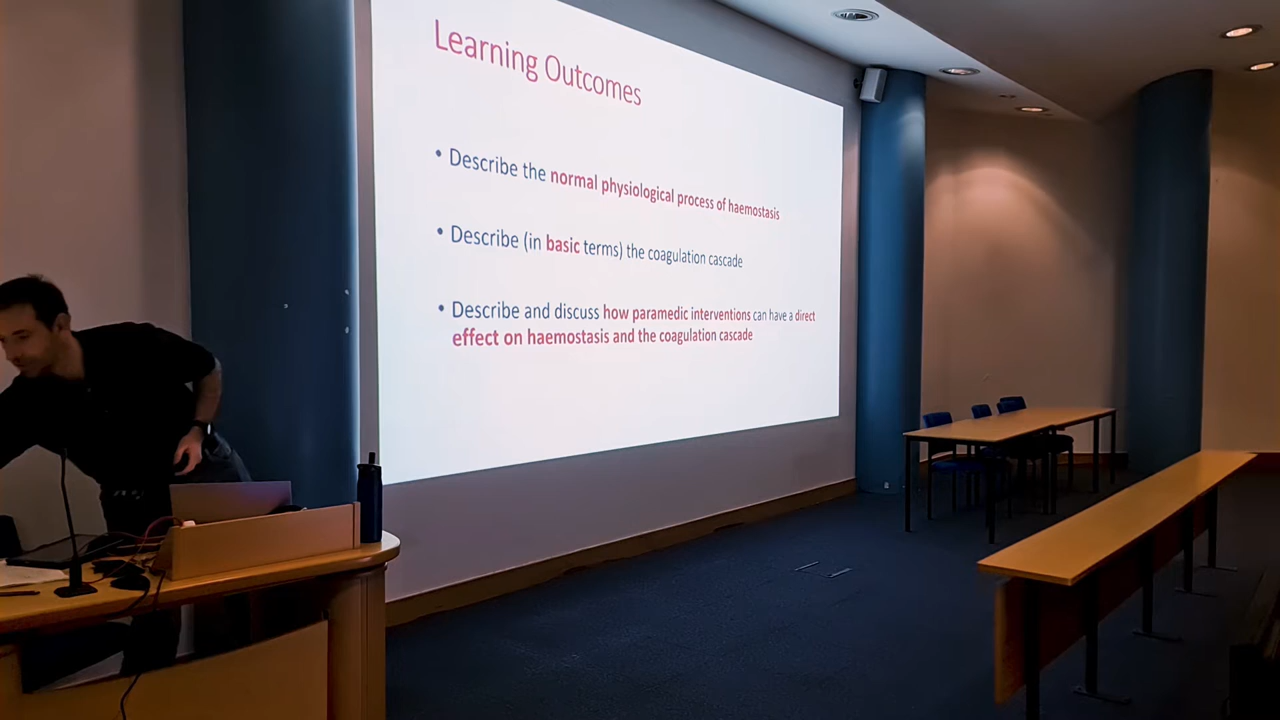 Learning Outcomes
• Describe the normal physiological process of haemostasis
• Describe (in basic terms) the coagulation cascade
• Describe and discuss how paramedic interventions can have a direct
effect on haemostasis and the coagulation cascade